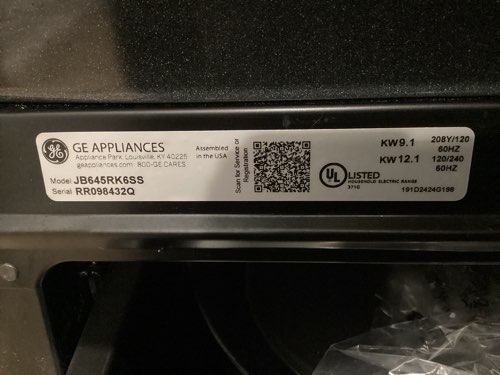 GE APPLIANCES
Appliance Park, Louisville, KY 40225
geappliances.com 800-GE CARES
Model JB645RK6SS
Serial RR098432Q
Assembled
in the USA
Scan for Service or
Registration
UL LISTED
HOUSEHOLD ELECTRIC RANGE
371G
KW 9.1 208Y/120
60HZ
KW 12.1 120/240
60HZ
191D2424G198